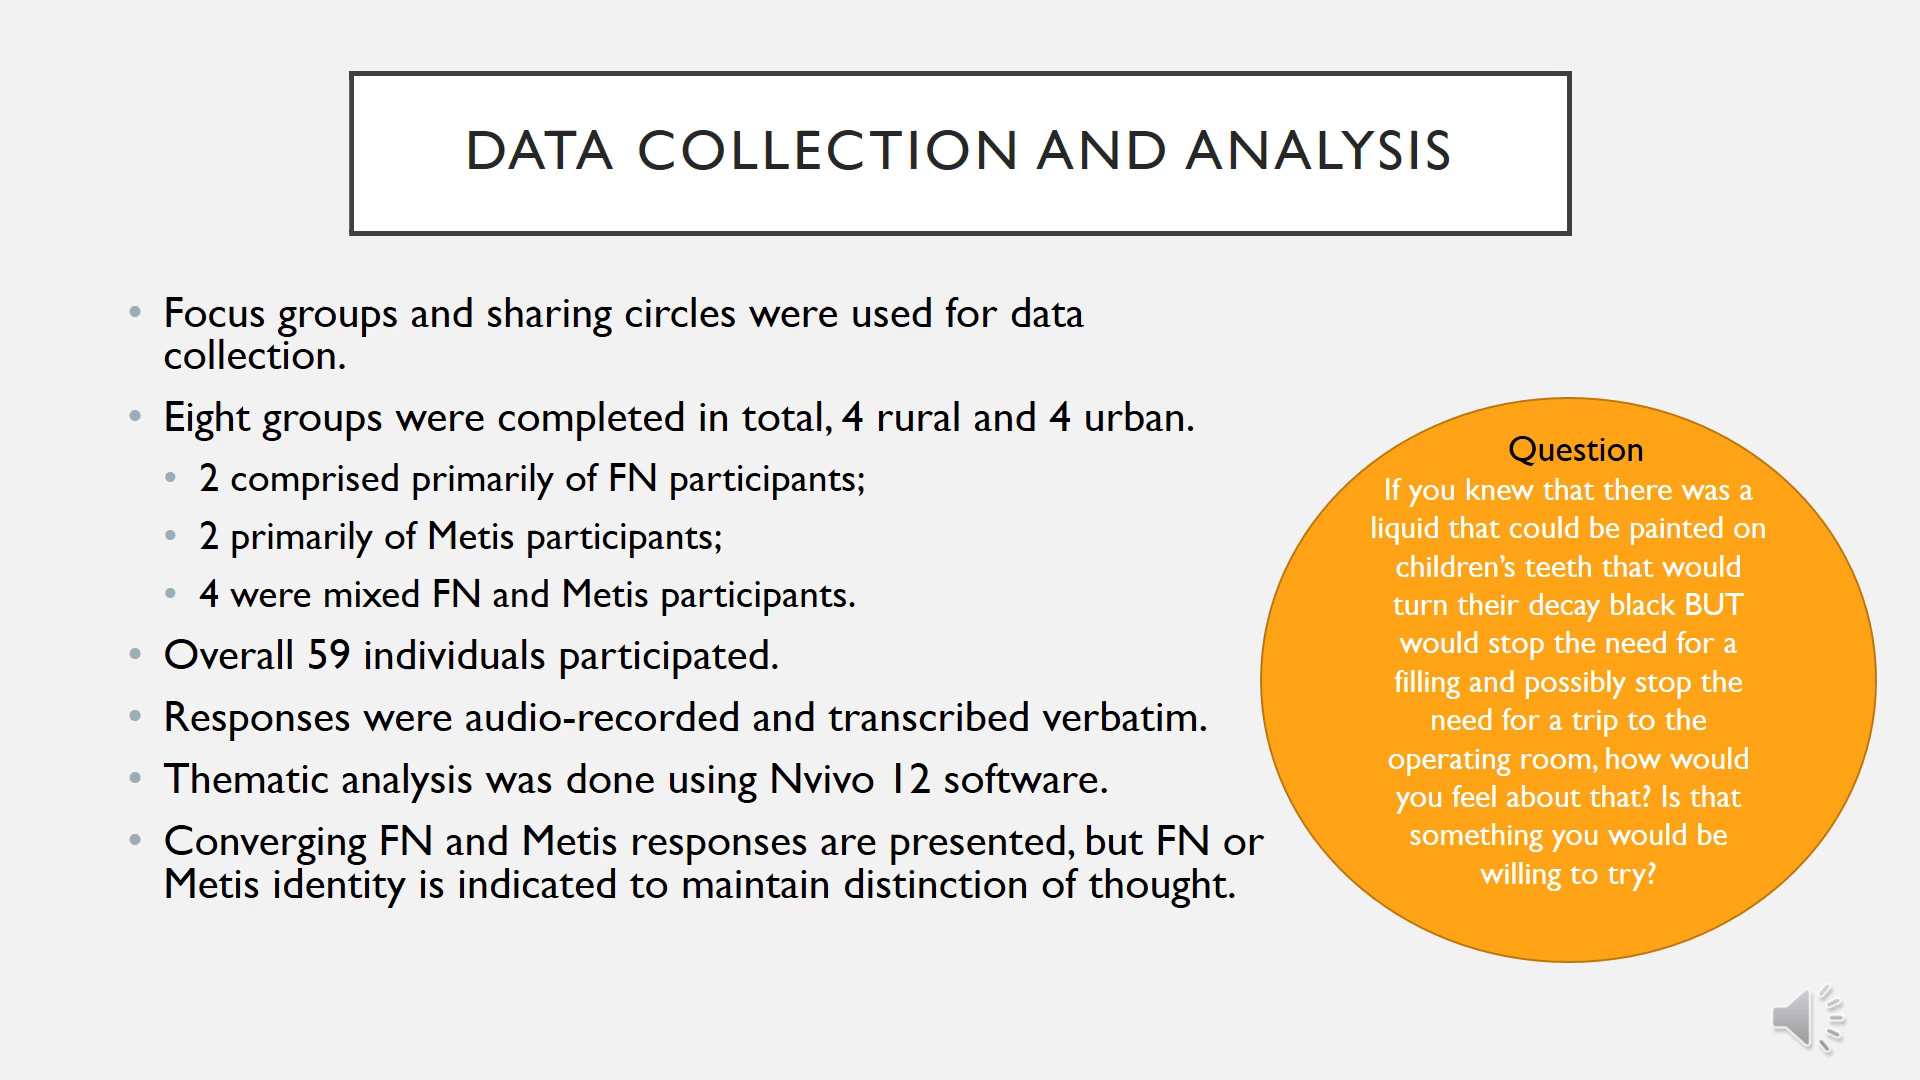 DATA COLLECTION AND ANALYSIS
• Focus groups and sharing circles were used for data
collection.
• Eight groups were completed in total, 4 rural and 4 urban.
• 2 comprised primarily of FN participants;
• 2 primarily of Metis participants;
• 4 were mixed FN and Metis participants.
• Overall 59 individuals participated.
• Responses were audio-recorded and transcribed verbatim.
• Thematic analysis was done using Nvivo 12 software.
• Converging FN and Metis responses are presented, but FN or
Metis identity is indicated to maintain distinction of thought.
Question
If you knew that there was a
liquid that could be painted on
children’s teeth that would
turn their decay black BUT
would stop the need for a
filling and possibly stop the
need for a trip to the
operating room, how would
you feel about that? Is that
something you would be
willing to try?